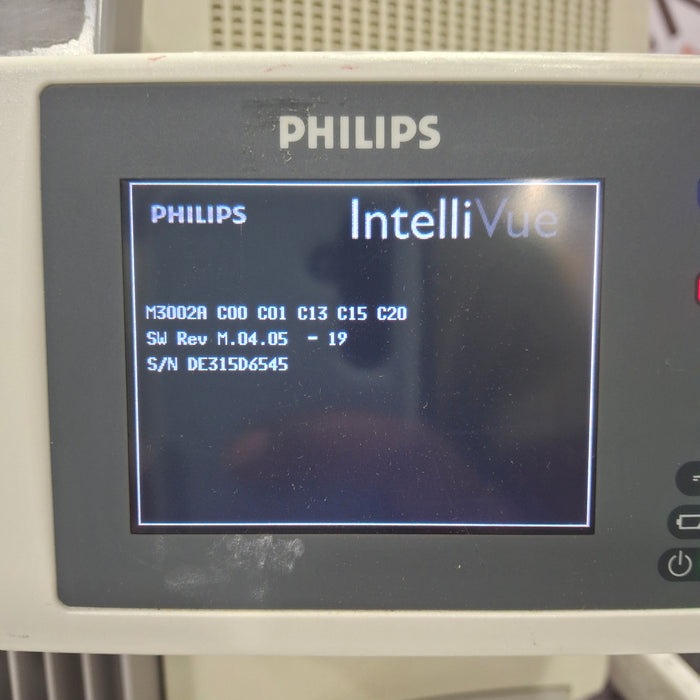 PHILIPS
PHILIPS IntelliVue
M3002A C00 C01 C13 C15 C20
SW Rev M.04.05 - 19
S/N DE315D6545